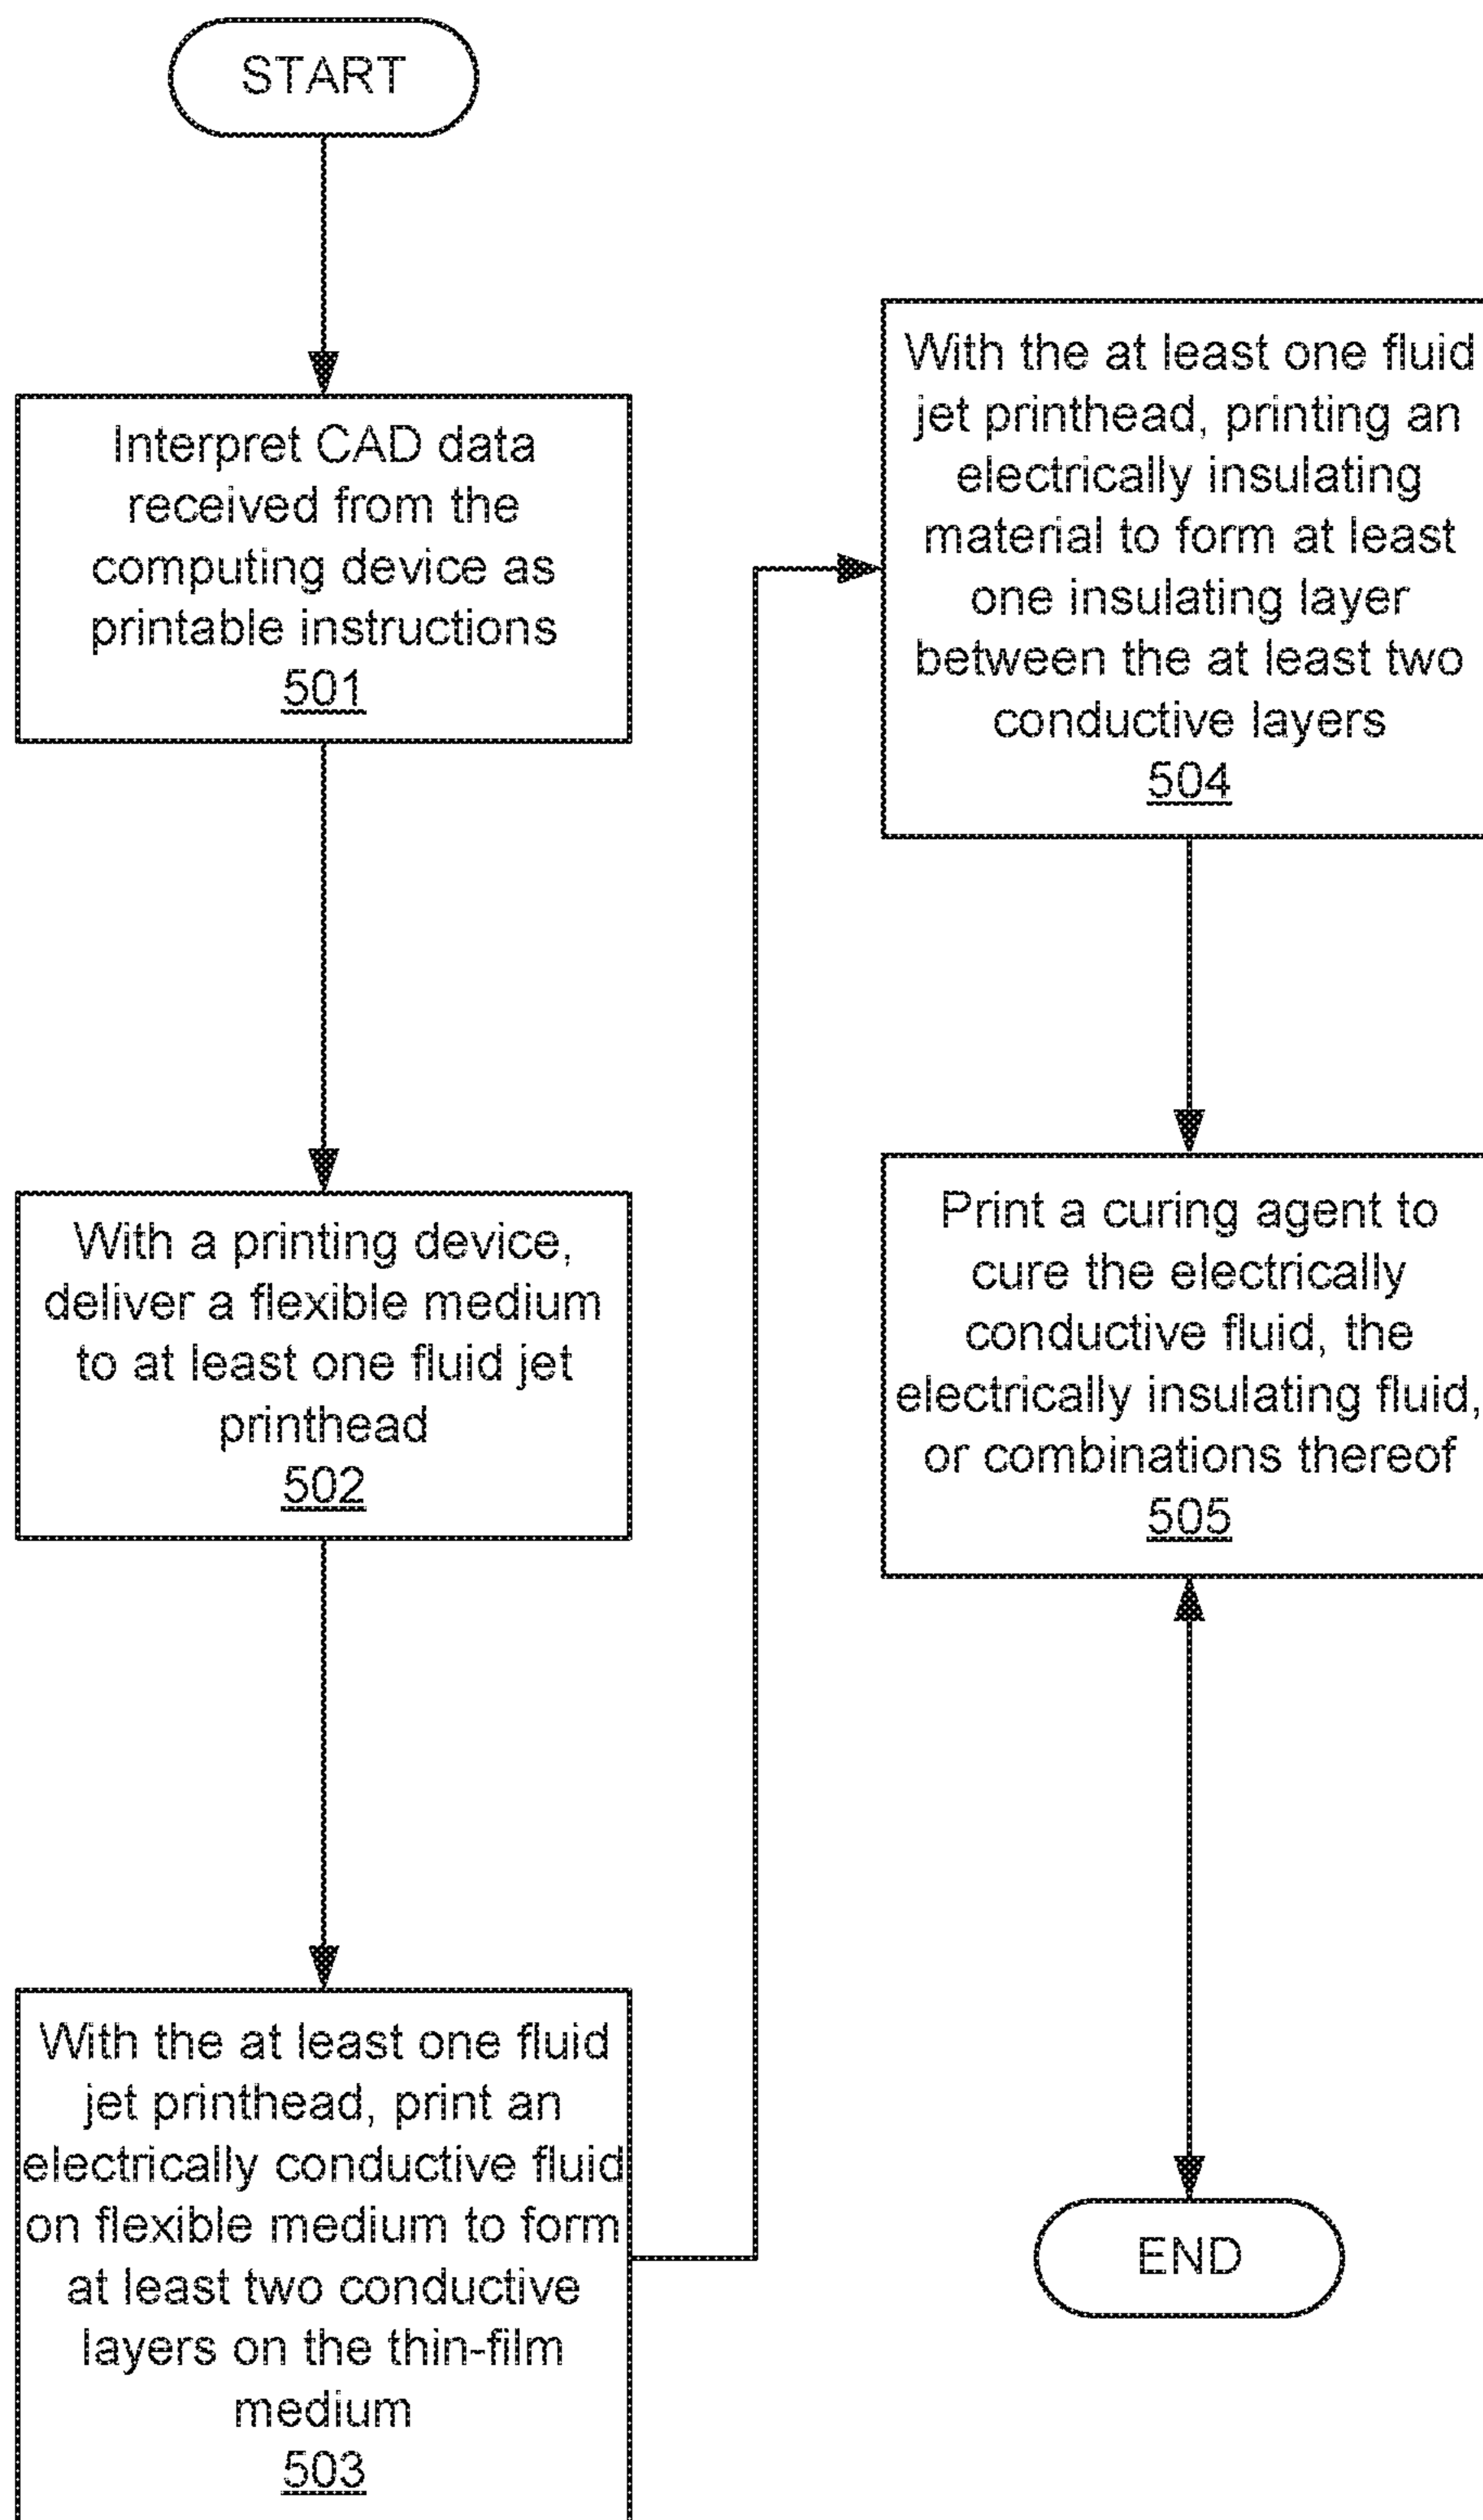 START
Interpret CAD data
received from the
computing device as
printable instructions
501
With a printing device,
deliver a flexible medium
to at least one fluid jet
printhead
502
With the at least one fluid
jet printhead, print an
electrically conductive fluid
on flexible medium to form
at least two conductive
layers on the thin-film
medium
503
With the at least one fluid
jet printhead, printing an
electrically insulating
material to form at least
one insulating layer
between the at least two
conductive layers
504
Print a curing agent to
cure the electrically
conductive fluid, the
electrically insulating fluid,
or combinations thereof
505
END